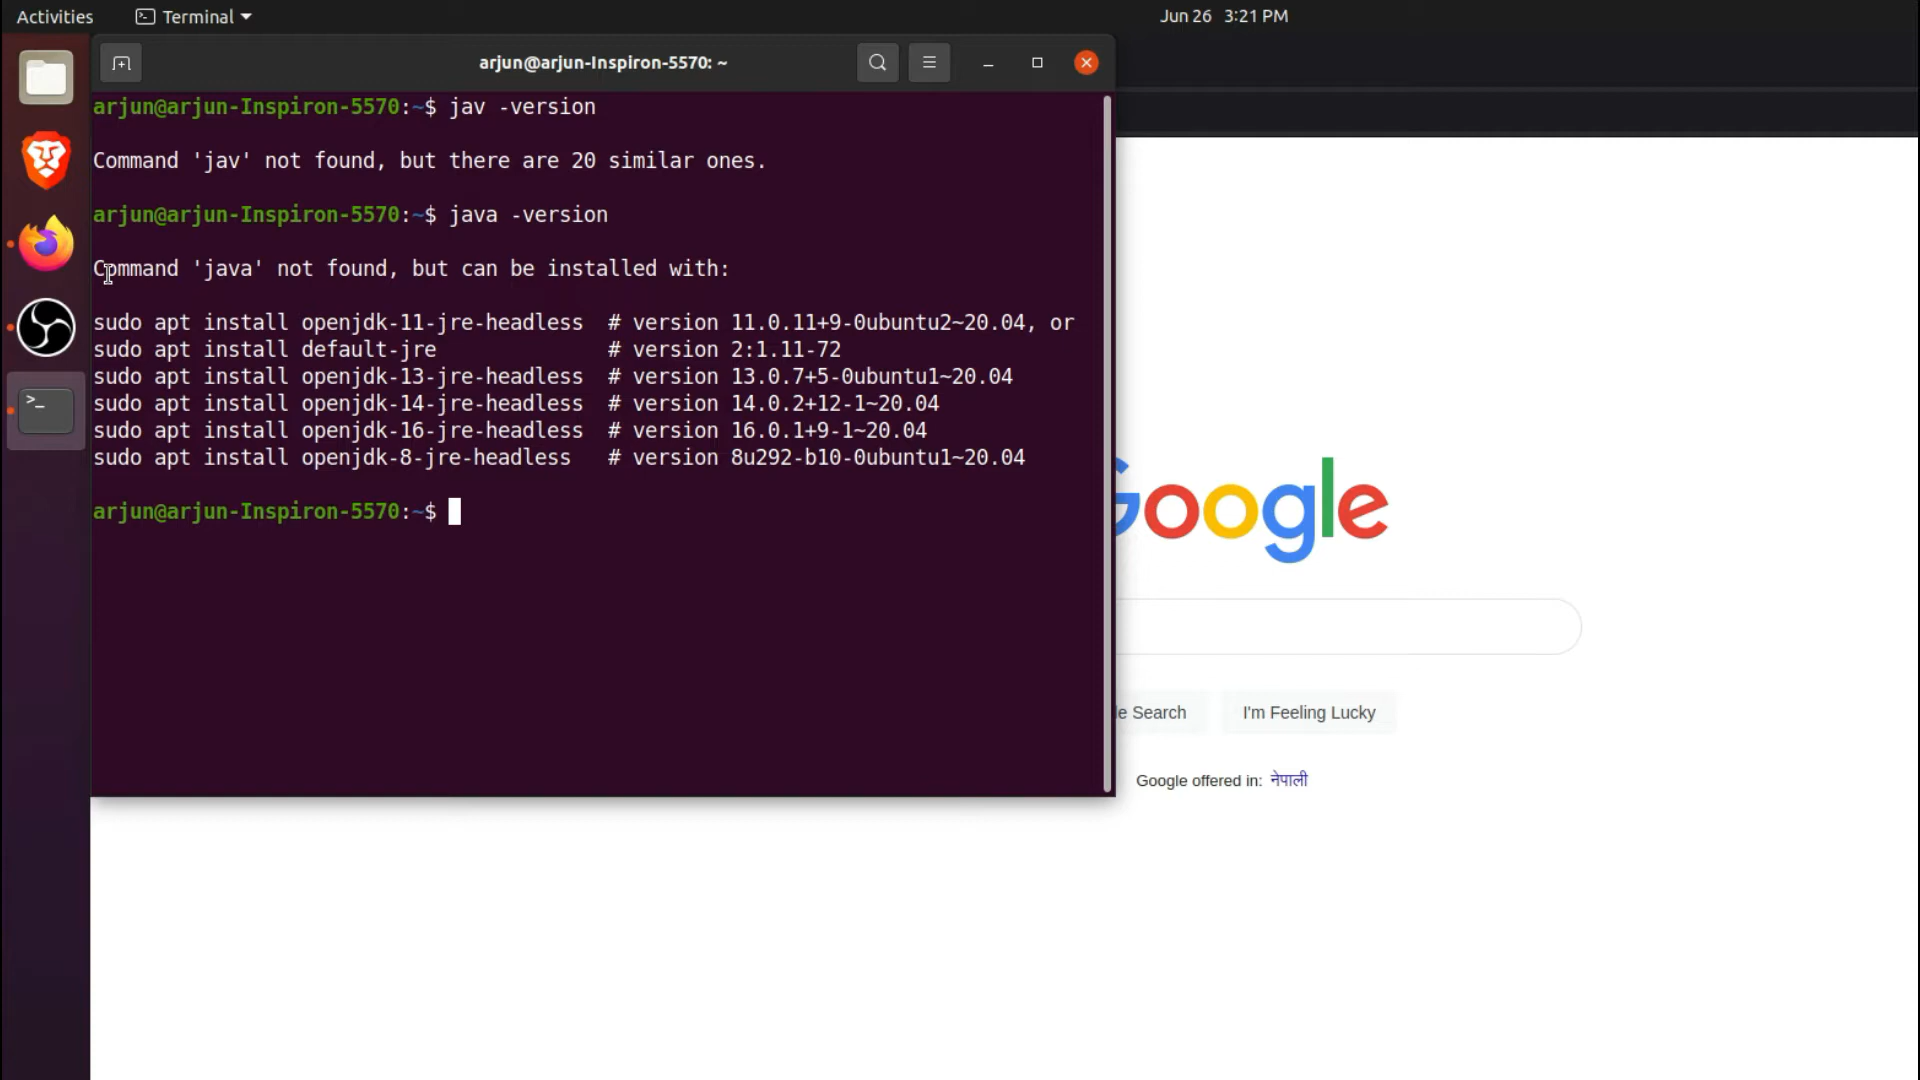 Activities
Terminal
Jun 26 3:21 PM
arjun@arjun-Inspiron-5570: ~
arjun@arjun-Inspiron-5570:~$ jav -version
Command 'jav' not found, but there are 20 similar ones.
arjun@arjun-Inspiron-5570:~$ java -version
Command 'java' not found, but can be installed with:
sudo apt install openjdk-11-jre-headless  # version 11.0.11+9-0ubuntu2~20.04, or
sudo apt install default-jre              # version 2:1.11-72
sudo apt install openjdk-13-jre-headless  # version 13.0.7+5-0ubuntu1~20.04
sudo apt install openjdk-14-jre-headless  # version 14.0.2+12-1~20.04
sudo apt install openjdk-16-jre-headless  # version 16.0.1+9-1~20.04
sudo apt install openjdk-8-jre-headless   # version 8u292-b10-0ubuntu1~20.04
arjun@arjun-Inspiron-5570:~$
Google
le Search
I'm Feeling Lucky
Google offered in: नेपाली